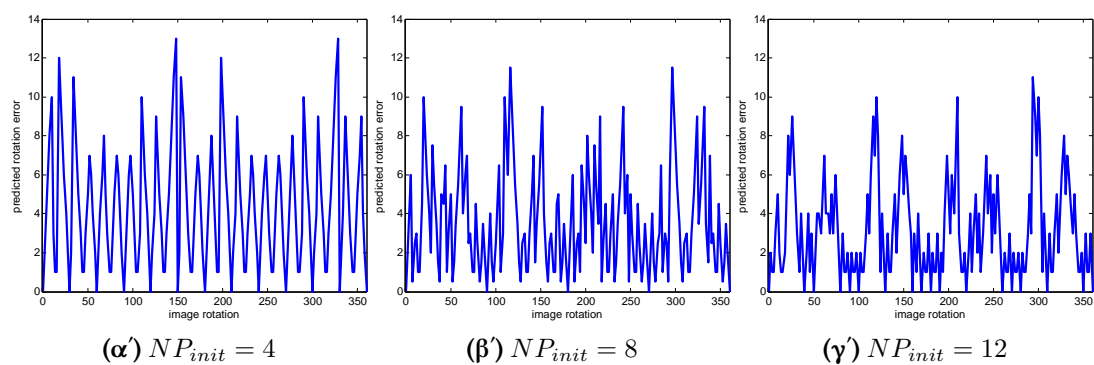 14
12
10
8
6
4
2
0
predicted rotation error
0 50 100 150 200 250 300 350
image rotation
(α′) NP_init = 4
14
12
10
8
6
4
2
0
predicted rotation error
0 50 100 150 200 250 300 350
image rotation
(β′) NP_init = 8
14
12
10
8
6
4
2
0
predicted rotation error
0 50 100 150 200 250 300 350
image rotation
(γ′) NP_init = 12